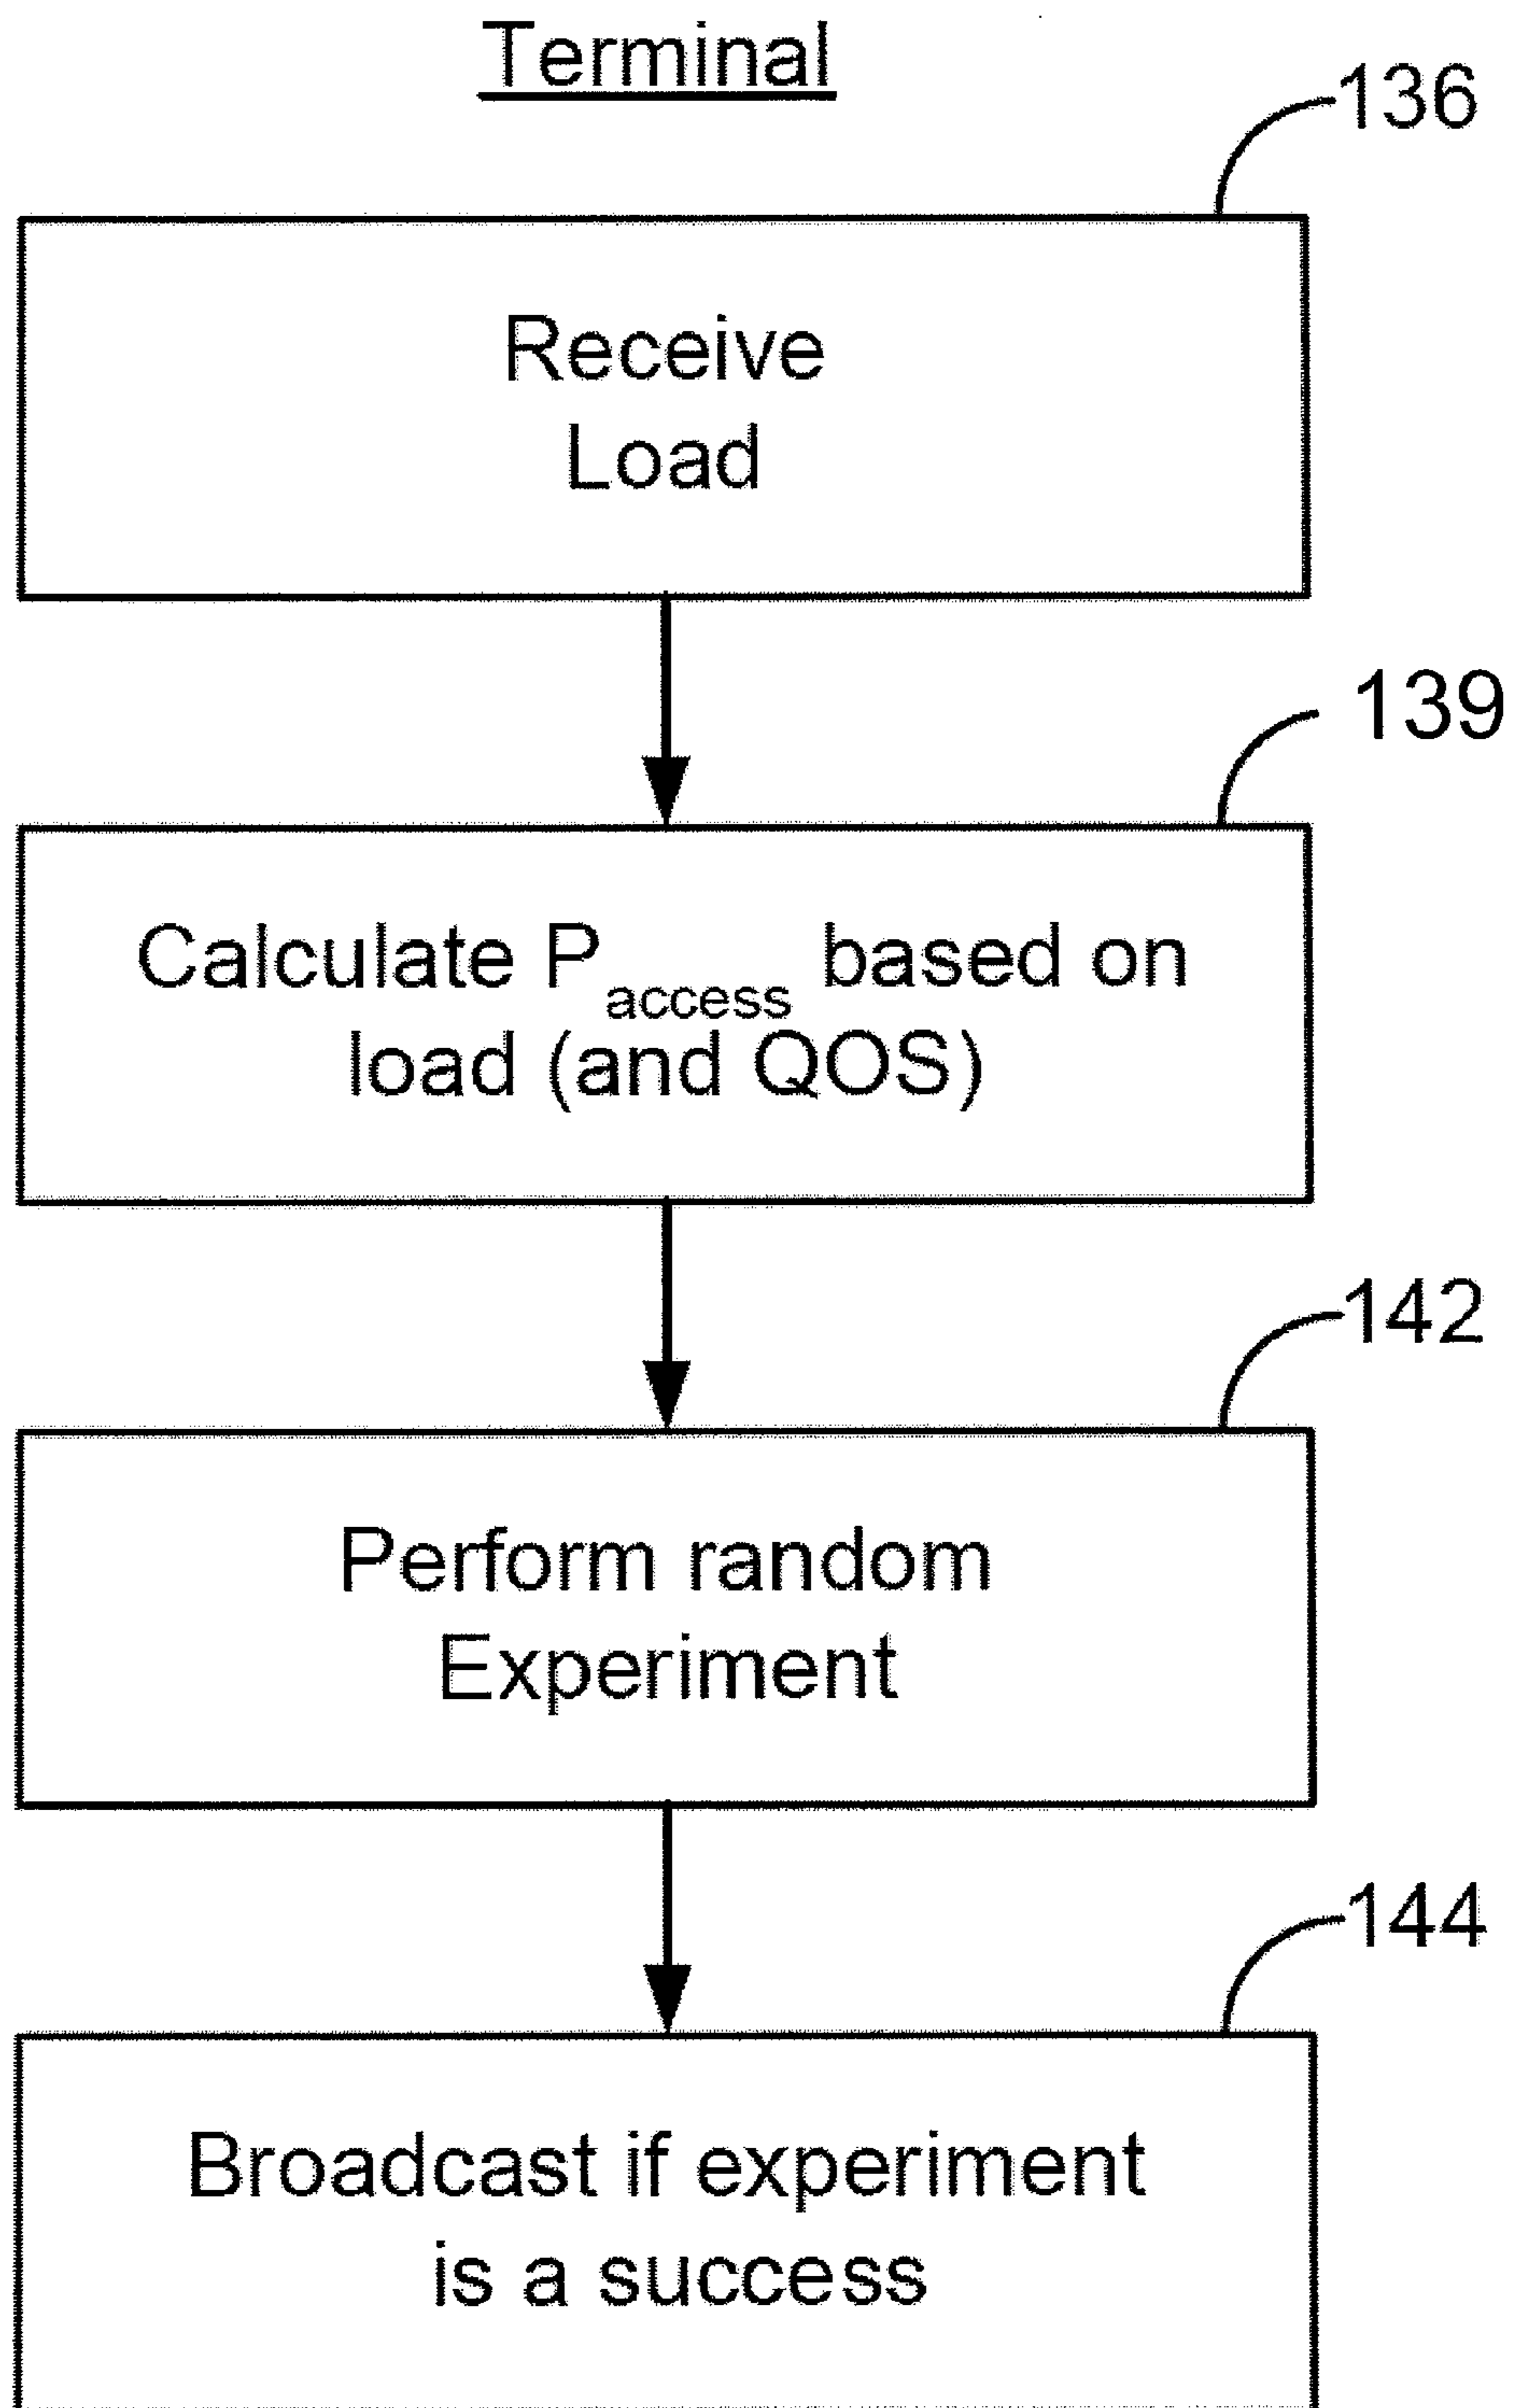 Terminal
136
Receive
Load
139
Calculate Paccess based on
load (and QOS)
142
Perform random
Experiment
144
Broadcast if experiment
is a success